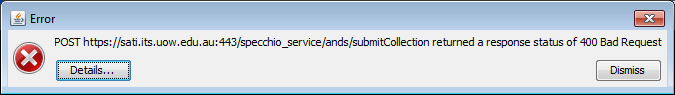 Error
POST https://sati.its.uow.edu.au:443/specchio_service/ands/submitCollection returned a response status of 400 Bad Request
Details... Dismiss